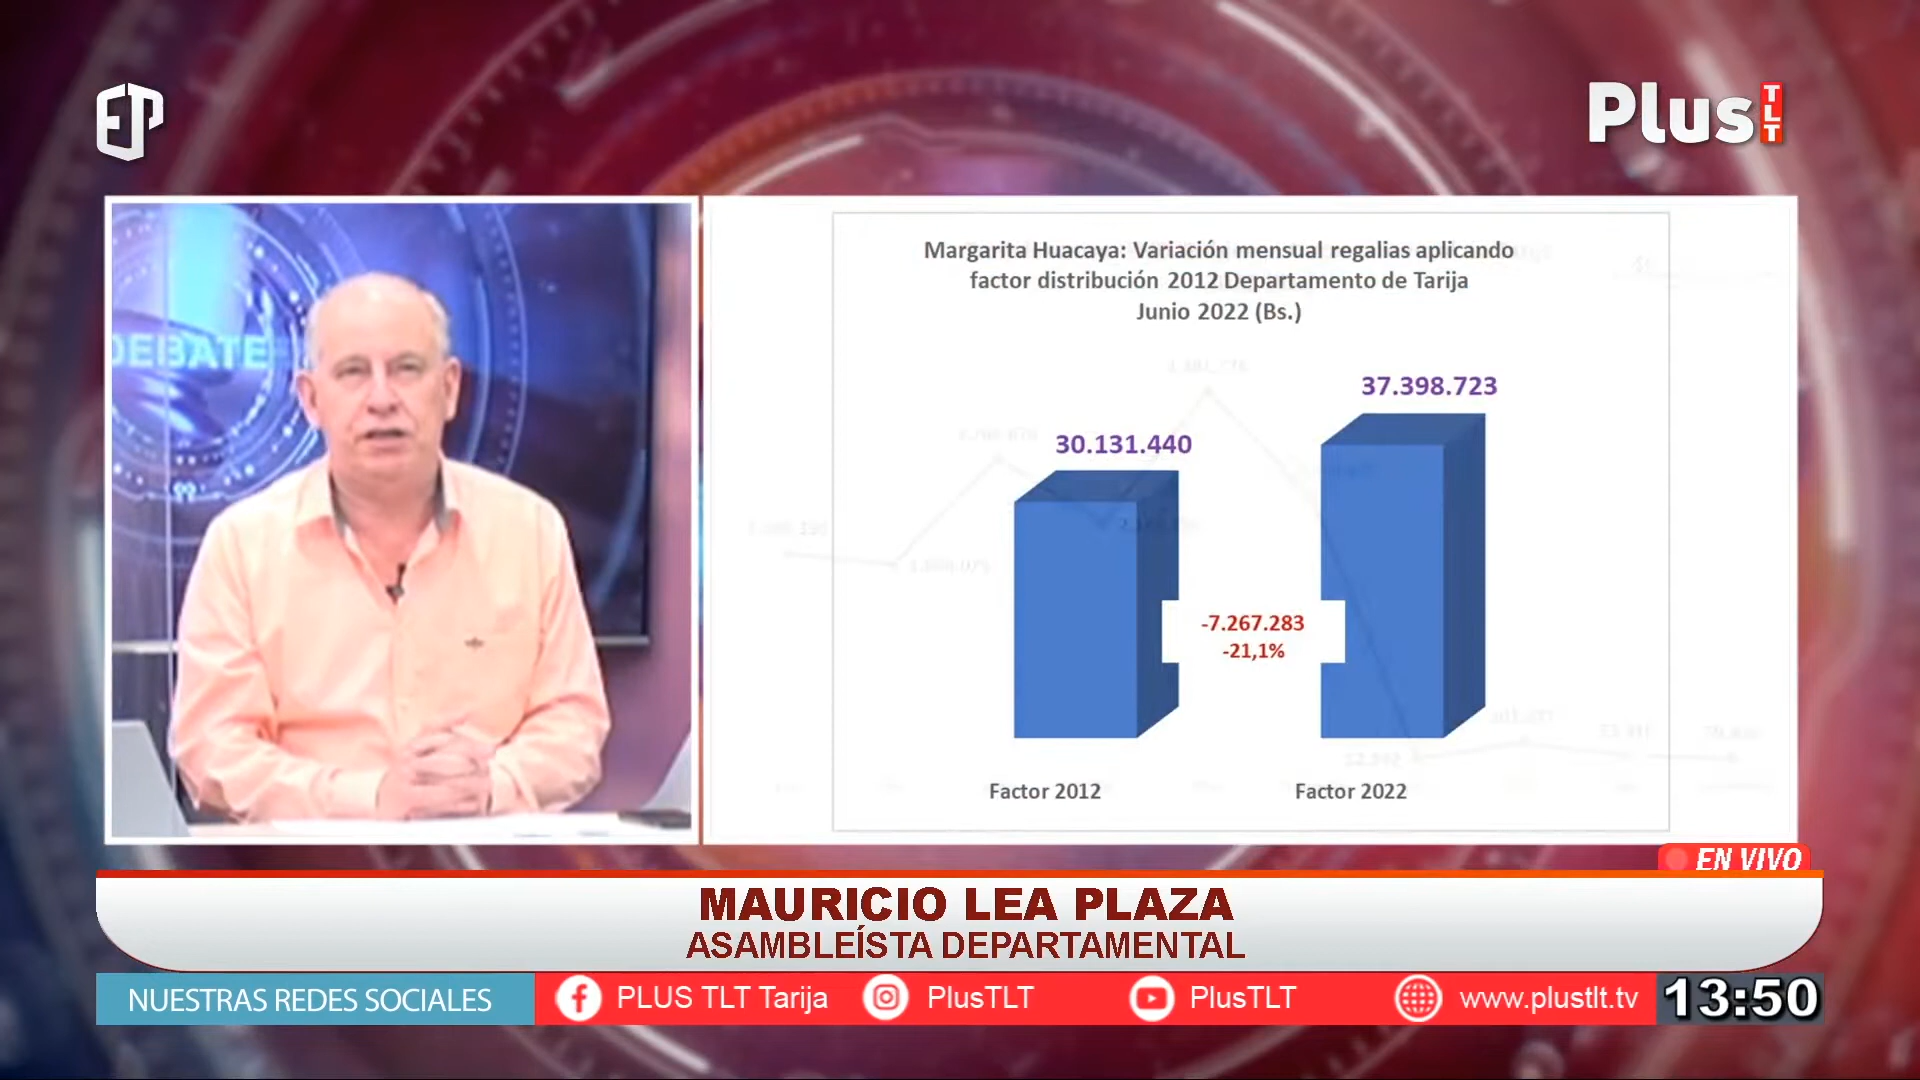 EP
Plus TLT
DEBATE
Margarita Huacaya: Variación mensual regalias aplicando
factor distribución 2012 Departamento de Tarija
Junio 2022 (Bs.)
37.398.723
30.131.440
-7.267.283
-21,1%
Factor 2012
Factor 2022
EN VIVO
MAURICIO LEA PLAZA
ASAMBLEÍSTA DEPARTAMENTAL
NUESTRAS REDES SOCIALES
PLUS TLT Tarija
PlusTLT
PlusTLT
www.plustlt.tv
13:50